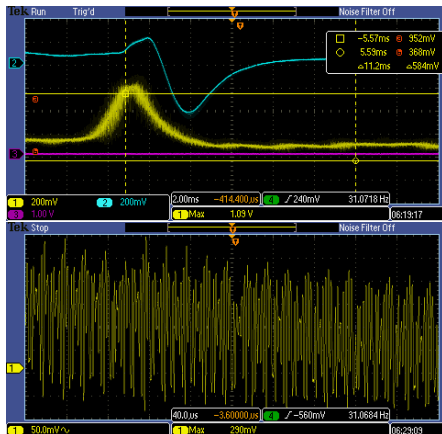 Tek Run Trig'd Noise Filter Off
-5.57ms 952mV
5.59ms 368mV
△11.2ms △584mV
2
3
1 200mV 2 200mV 2.00ms -414.400µs 4 240mV 31.0718 Hz
3 1.00 V 1 Max 1.09 V 06:19:17
Tek Stop Noise Filter Off
1
40.0µs -3.60000µs 4 -560mV 31.0684 Hz
1 50.0mV 1 Max 290mV 06:29:09